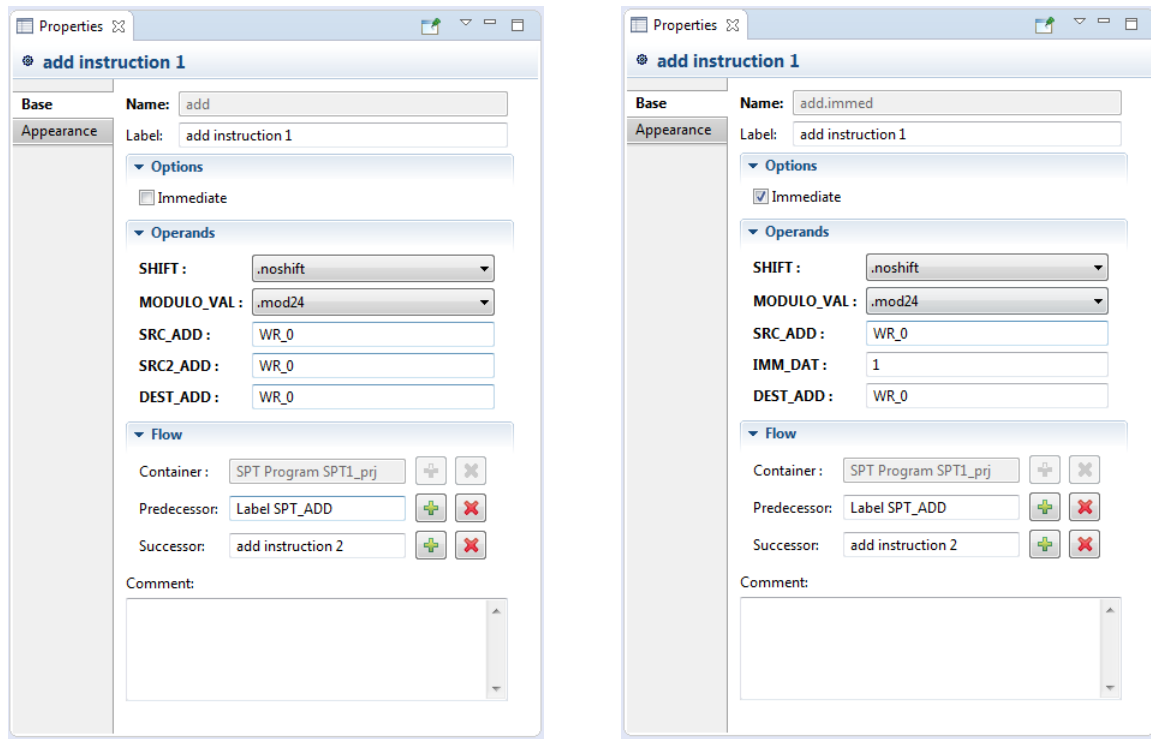 Properties
add instruction 1
Base
Appearance
Name: add
Label: add instruction 1
Options
Immediate
Operands
SHIFT : .noshift
MODULO_VAL : .mod24
SRC_ADD : WR_0
SRC2_ADD : WR_0
DEST_ADD : WR_0
Flow
Container : SPT Program SPT1_prj
Predecessor: Label SPT_ADD
Successor: add instruction 2
Comment:
Properties
add instruction 1
Base
Appearance
Name: add.immed
Label: add instruction 1
Options
Immediate
Operands
SHIFT : .noshift
MODULO_VAL : .mod24
SRC_ADD : WR_0
IMM_DAT : 1
DEST_ADD : WR_0
Flow
Container : SPT Program SPT1_prj
Predecessor: Label SPT_ADD
Successor: add instruction 2
Comment: